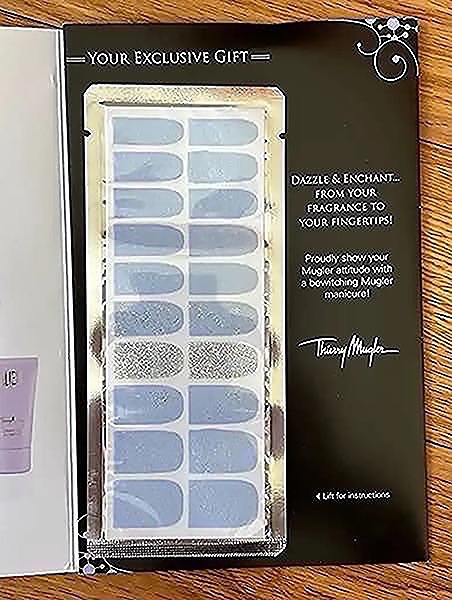 YOUR EXCLUSIVE GIFT
DAZZLE & ENCHANT...
FROM YOUR
FRAGRANCE TO
YOUR FINGERTIPS!
Proudly show your
Mugler attitude with
a bewitching Mugler
manicure!
Thierry Mugler
Lift for instructions